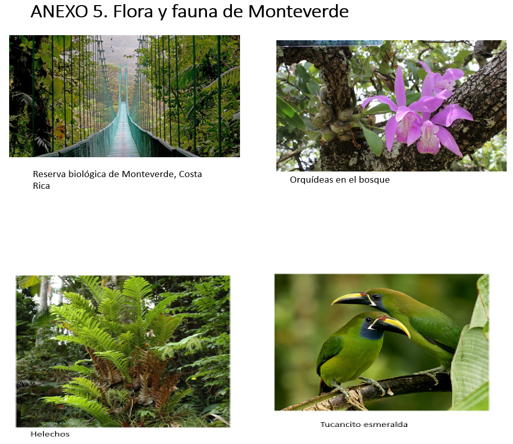 ANEXO 5. Flora y fauna de Monteverde
Reserva biológica de Monteverde, Costa
Rica
Orquídeas en el bosque
Helechos
Tucancito esmeralda